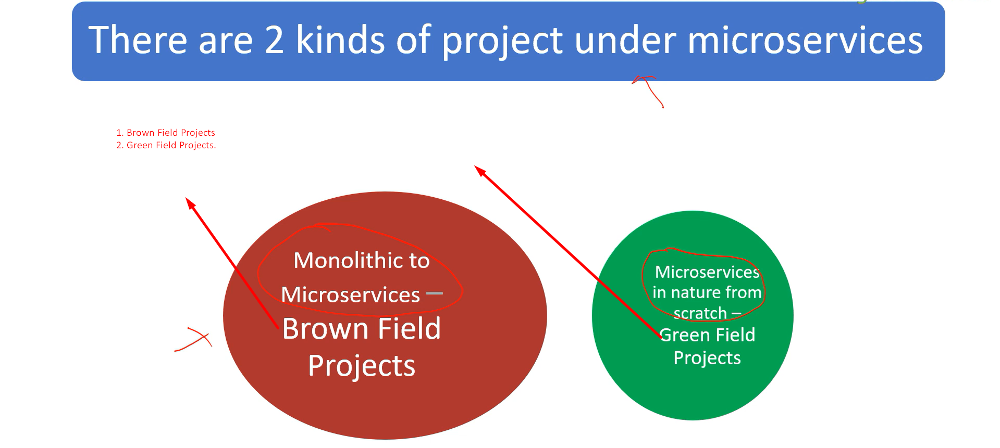 There are 2 kinds of project under microservices
1. Brown Field Projects
2. Green Field Projects.
Monolithic to
Microservices –
Brown Field
Projects
Microservices
in nature from
scratch –
Green Field
Projects